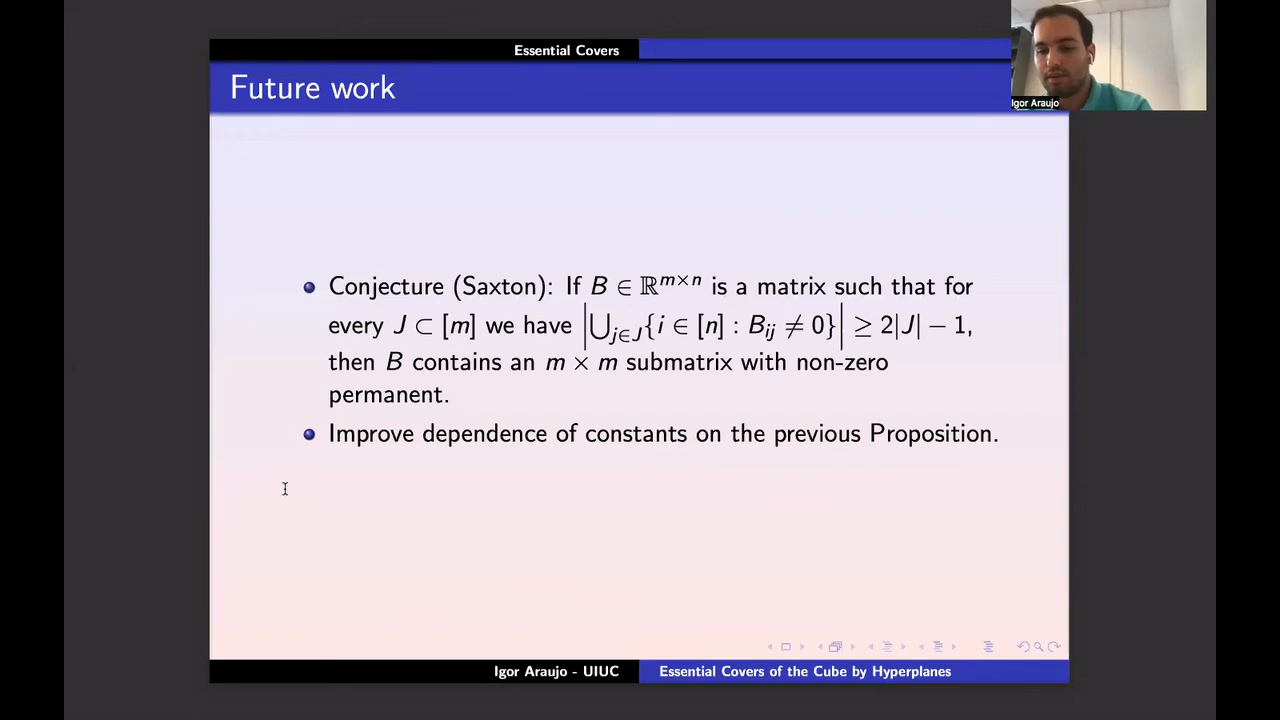 Essential Covers
Future work
Igor Araujo
Conjecture (Saxton): If B ∈ ℝ^{m×n} is a matrix such that for
every J ⊂ [m] we have |⋃_{j∈J}{i ∈ [n] : B_{ij} ≠ 0}| ≥ 2|J| − 1,
then B contains an m × m submatrix with non-zero
permanent.
Improve dependence of constants on the previous Proposition.
Igor Araujo - UIUC
Essential Covers of the Cube by Hyperplanes